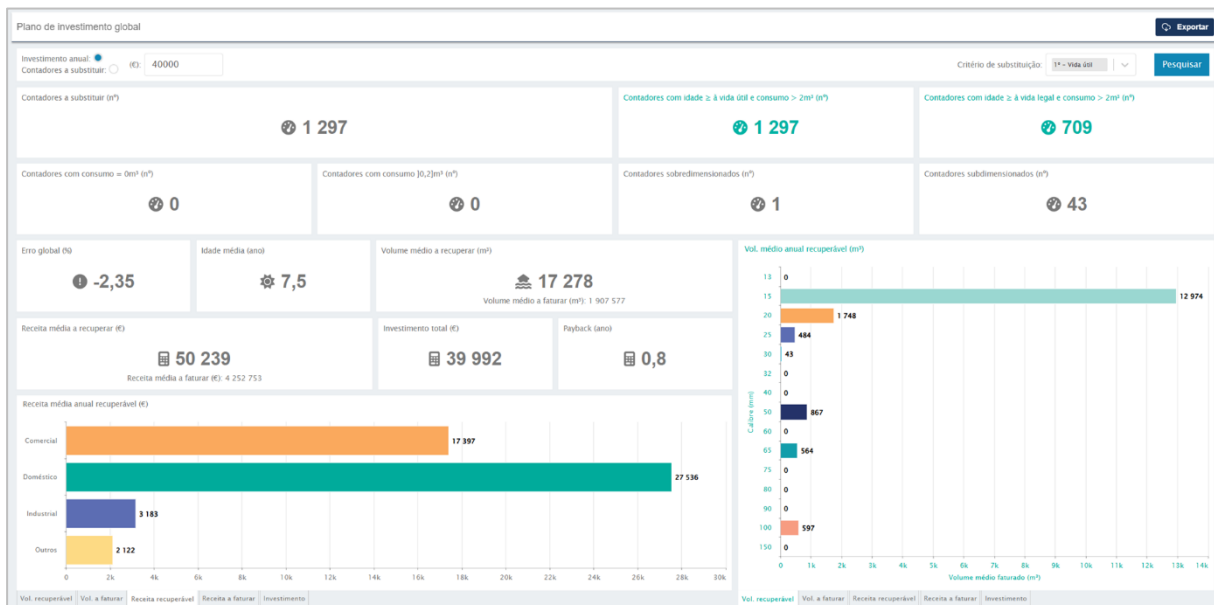 Plano de investimento global
Exportar
Investimento anual:
Contadores a substituir:
(€):
40000
Critério de substituição:
1º - Vida útil
Pesquisar
Contadores a substituir (nº)
1 297
Contadores com idade ≥ à vida útil e consumo > 2m³ (nº)
1 297
Contadores com idade ≥ à vida legal e consumo > 2m³ (nº)
709
Contadores com consumo = 0m³ (nº)
0
Contadores com consumo ]0,2]m³ (nº)
0
Contadores sobredimensionados (nº)
1
Contadores subdimensionados (nº)
43
Erro global (%)
-2,35
Idade média (ano)
7,5
Volume médio a recuperar (m³)
17 278
Volume médio a faturar (m³): 1 907 577
Receita média a recuperar (€)
50 239
Receita média a faturar (€): 4 252 753
Investimento total (€)
39 992
Payback (ano)
0,8
Receita média anual recuperável (€)
Comercial
17 397
Doméstico
27 536
Industrial
3 183
Outros
2 122
0 2k 4k 6k 8k 10k 12k 14k 16k 18k 20k 22k 24k 26k 28k 30k
Vol. recuperável Vol. a faturar Receita recuperável Receita a faturar Investimento
Vol. médio anual recuperável (m³)
Calibre (mm)
13 0
15 12 974
20 1 748
25 484
30 43
32 0
40 0
50 867
60 0
65 564
75 0
80 0
90 0
100 597
150 0
0 1k 2k 3k 4k 5k 6k 7k 8k 9k 10k 11k 12k 13k 14k
Volume médio faturado (m³)
Vol. recuperável Vol. a faturar Receita recuperável Receita a faturar Investimento